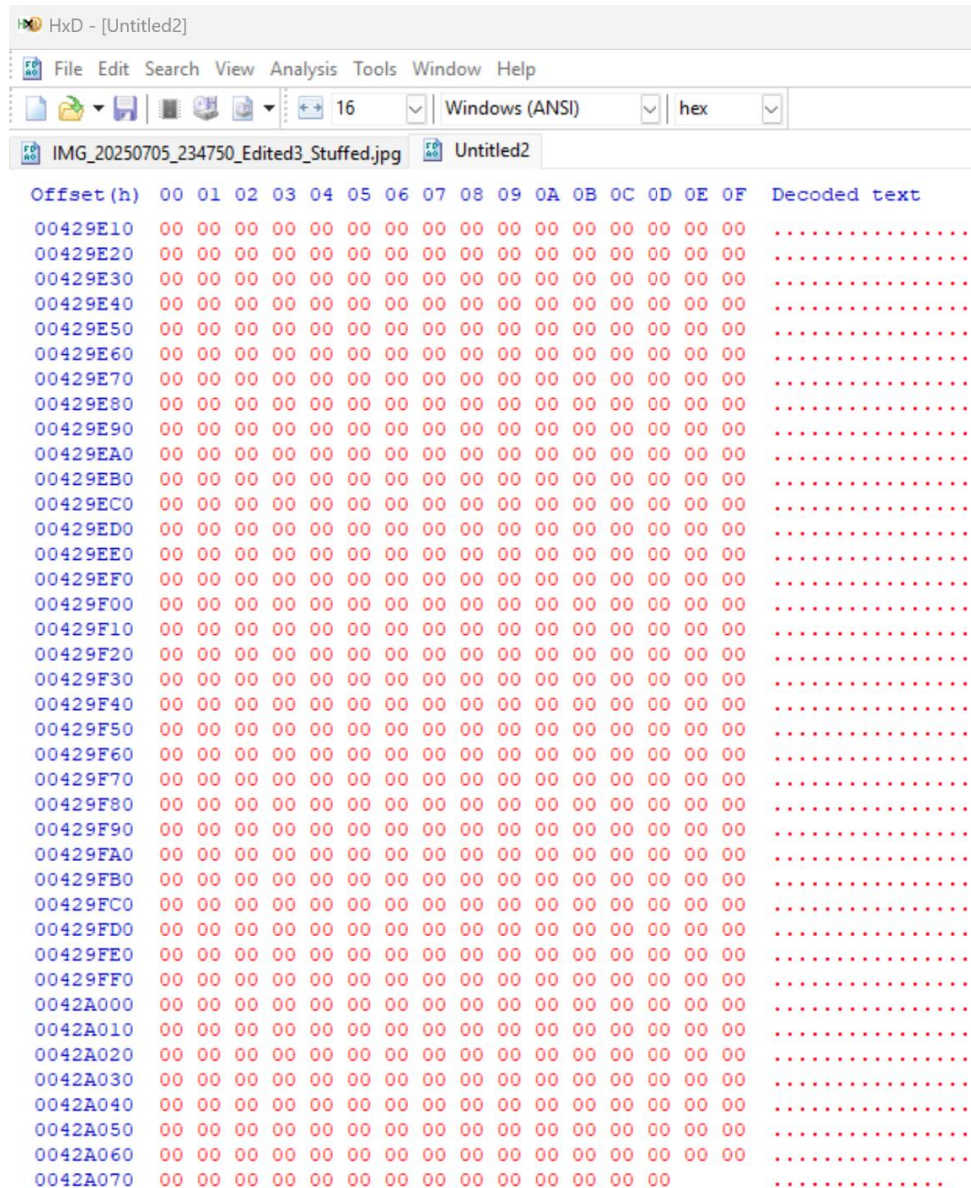 HxD - [Untitled2]
File Edit Search View Analysis Tools Window Help
16 Windows (ANSI) hex
IMG_20250705_234750_Edited3_Stuffed.jpg Untitled2
Offset(h) 00 01 02 03 04 05 06 07 08 09 0A 0B 0C 0D 0E 0F Decoded text
00429E10 00 00 00 00 00 00 00 00 00 00 00 00 00 00 00 00 ................
00429E20 00 00 00 00 00 00 00 00 00 00 00 00 00 00 00 00 ................
00429E30 00 00 00 00 00 00 00 00 00 00 00 00 00 00 00 00 ................
00429E40 00 00 00 00 00 00 00 00 00 00 00 00 00 00 00 00 ................
00429E50 00 00 00 00 00 00 00 00 00 00 00 00 00 00 00 00 ................
00429E60 00 00 00 00 00 00 00 00 00 00 00 00 00 00 00 00 ................
00429E70 00 00 00 00 00 00 00 00 00 00 00 00 00 00 00 00 ................
00429E80 00 00 00 00 00 00 00 00 00 00 00 00 00 00 00 00 ................
00429E90 00 00 00 00 00 00 00 00 00 00 00 00 00 00 00 00 ................
00429EA0 00 00 00 00 00 00 00 00 00 00 00 00 00 00 00 00 ................
00429EB0 00 00 00 00 00 00 00 00 00 00 00 00 00 00 00 00 ................
00429EC0 00 00 00 00 00 00 00 00 00 00 00 00 00 00 00 00 ................
00429ED0 00 00 00 00 00 00 00 00 00 00 00 00 00 00 00 00 ................
00429EE0 00 00 00 00 00 00 00 00 00 00 00 00 00 00 00 00 ................
00429EF0 00 00 00 00 00 00 00 00 00 00 00 00 00 00 00 00 ................
00429F00 00 00 00 00 00 00 00 00 00 00 00 00 00 00 00 00 ................
00429F10 00 00 00 00 00 00 00 00 00 00 00 00 00 00 00 00 ................
00429F20 00 00 00 00 00 00 00 00 00 00 00 00 00 00 00 00 ................
00429F30 00 00 00 00 00 00 00 00 00 00 00 00 00 00 00 00 ................
00429F40 00 00 00 00 00 00 00 00 00 00 00 00 00 00 00 00 ................
00429F50 00 00 00 00 00 00 00 00 00 00 00 00 00 00 00 00 ................
00429F60 00 00 00 00 00 00 00 00 00 00 00 00 00 00 00 00 ................
00429F70 00 00 00 00 00 00 00 00 00 00 00 00 00 00 00 00 ................
00429F80 00 00 00 00 00 00 00 00 00 00 00 00 00 00 00 00 ................
00429F90 00 00 00 00 00 00 00 00 00 00 00 00 00 00 00 00 ................
00429FA0 00 00 00 00 00 00 00 00 00 00 00 00 00 00 00 00 ................
00429FB0 00 00 00 00 00 00 00 00 00 00 00 00 00 00 00 00 ................
00429FC0 00 00 00 00 00 00 00 00 00 00 00 00 00 00 00 00 ................
00429FD0 00 00 00 00 00 00 00 00 00 00 00 00 00 00 00 00 ................
00429FE0 00 00 00 00 00 00 00 00 00 00 00 00 00 00 00 00 ................
00429FF0 00 00 00 00 00 00 00 00 00 00 00 00 00 00 00 00 ................
0042A000 00 00 00 00 00 00 00 00 00 00 00 00 00 00 00 00 ................
0042A010 00 00 00 00 00 00 00 00 00 00 00 00 00 00 00 00 ................
0042A020 00 00 00 00 00 00 00 00 00 00 00 00 00 00 00 00 ................
0042A030 00 00 00 00 00 00 00 00 00 00 00 00 00 00 00 00 ................
0042A040 00 00 00 00 00 00 00 00 00 00 00 00 00 00 00 00 ................
0042A050 00 00 00 00 00 00 00 00 00 00 00 00 00 00 00 00 ................
0042A060 00 00 00 00 00 00 00 00 00 00 00 00 00 00 00 00 ................
0042A070 00 00 00 00 00 00 00 00 00 00 00 00 00 00 ..............